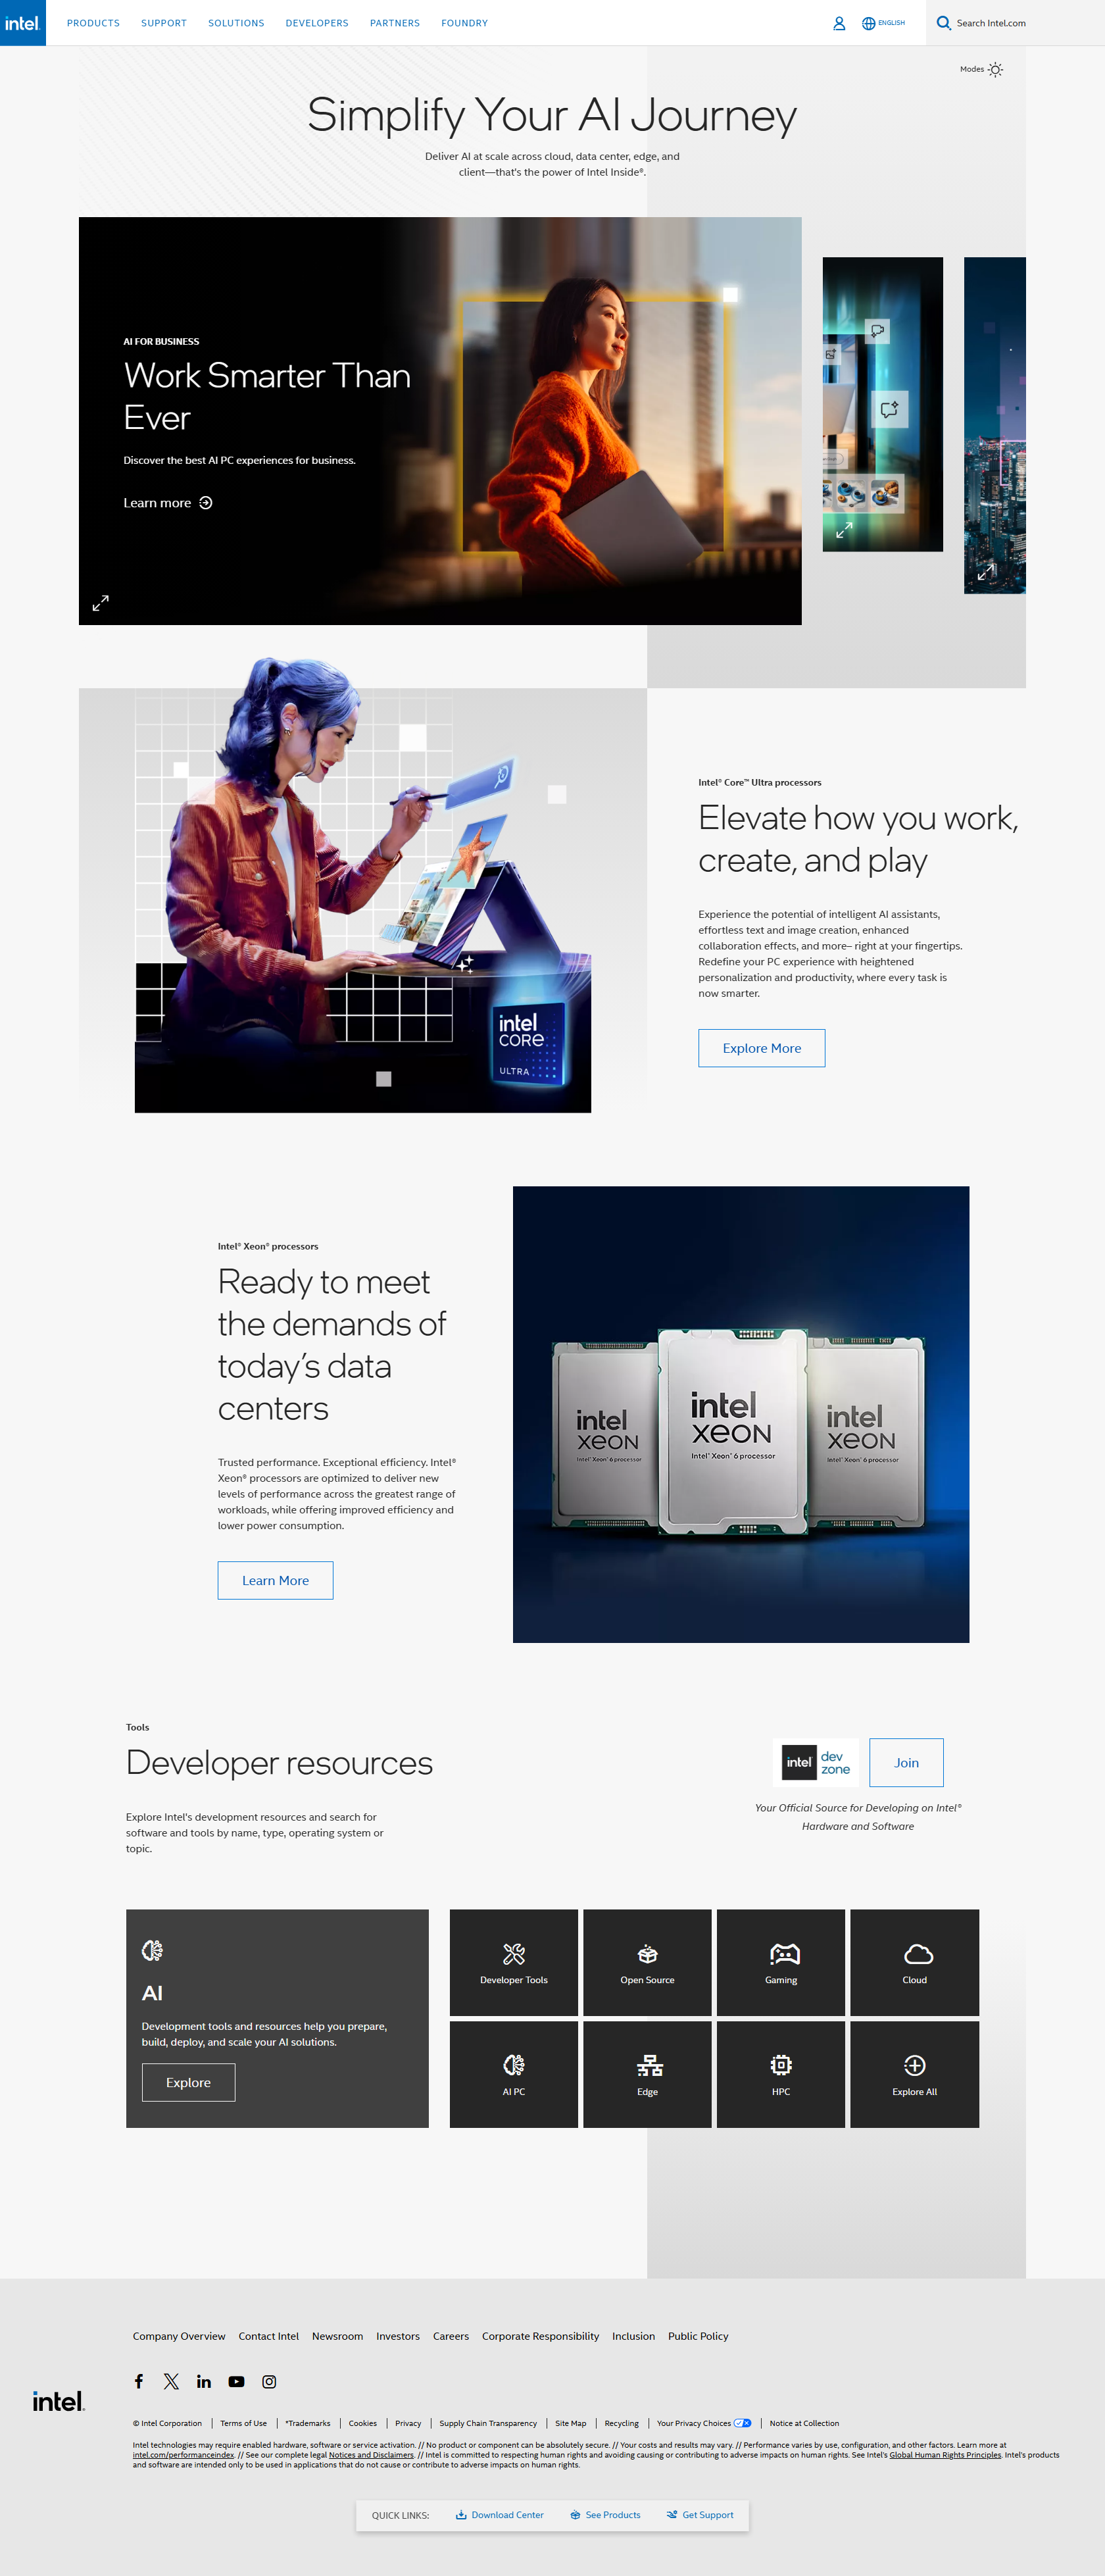 intel.
PRODUCTS
SUPPORT
SOLUTIONS
DEVELOPERS
PARTNERS
FOUNDRY
ENGLISH
Search Intel.com
Modes
Simplify Your AI Journey
Deliver AI at scale across cloud, data center, edge, and
client—that's the power of Intel Inside®.
AI FOR BUSINESS
Work Smarter Than
Ever
Discover the best AI PC experiences for business.
Learn more
Intel® Core™ Ultra processors
Elevate how you work,
create, and play
Experience the potential of intelligent AI assistants,
effortless text and image creation, enhanced
collaboration effects, and more– right at your fingertips.
Redefine your PC experience with heightened
personalization and productivity, where every task is
now smarter.
Explore More
intel
CORE
ULTRA
Intel® Xeon® processors
Ready to meet
the demands of
today’s data
centers
Trusted performance. Exceptional efficiency. Intel®
Xeon® processors are optimized to deliver new
levels of performance across the greatest range of
workloads, while offering improved efficiency and
lower power consumption.
Learn More
intel
xeon
Intel® Xeon® 6 processor
intel
xeon
Intel® Xeon® 6 processor
intel
xeon
Intel® Xeon® 6 processor
Tools
Developer resources
Explore Intel's development resources and search for
software and tools by name, type, operating system or
topic.
intel. dev
zone
Join
Your Official Source for Developing on Intel®
Hardware and Software
AI
Development tools and resources help you prepare,
build, deploy, and scale your AI solutions.
Explore
Developer Tools
Open Source
Gaming
Cloud
AI PC
Edge
HPC
Explore All
Company Overview
Contact Intel
Newsroom
Investors
Careers
Corporate Responsibility
Inclusion
Public Policy
intel.
© Intel Corporation
Terms of Use
*Trademarks
Cookies
Privacy
Supply Chain Transparency
Site Map
Recycling
Your Privacy Choices
Notice at Collection
Intel technologies may require enabled hardware, software or service activation. // No product or component can be absolutely secure. // Your costs and results may vary. // Performance varies by use, configuration, and other factors. Learn more at
intel.com/performanceindex. // See our complete legal Notices and Disclaimers. // Intel is committed to respecting human rights and avoiding causing or contributing to adverse impacts on human rights. See Intel's Global Human Rights Principles. Intel's products
and software are intended only to be used in applications that do not cause or contribute to adverse impacts on human rights.
QUICK LINKS:
Download Center
See Products
Get Support